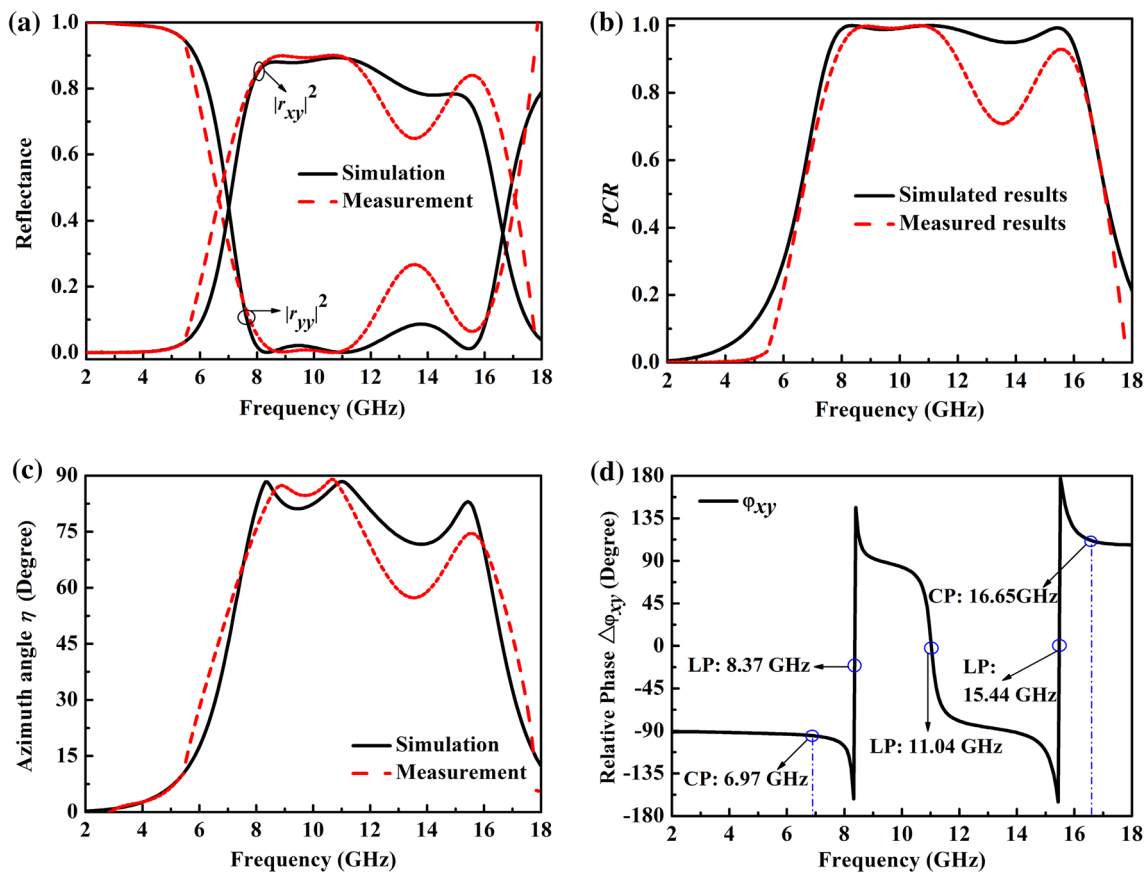 (a)
1.0
0.8
0.6
0.4
0.2
0.0
Reflectance
|r_xy|^2
Simulation
Measurement
|r_yy|^2
2 4 6 8 10 12 14 16 18
Frequency (GHz)
(b)
1.0
0.8
0.6
0.4
0.2
0.0
PCR
Simulated results
Measured results
2 4 6 8 10 12 14 16 18
Frequency (GHz)
(c)
90
75
60
45
30
15
0
Azimuth angle η (Degree)
Simulation
Measurement
2 4 6 8 10 12 14 16 18
Frequency (GHz)
(d)
180
135
90
45
0
-45
-90
-135
-180
Relative Phase △φxy (Degree)
φxy
CP: 16.65GHz
LP: 8.37 GHz
LP:
15.44 GHz
LP: 11.04 GHz
CP: 6.97 GHz
2 4 6 8 10 12 14 16 18
Frequency (GHz)